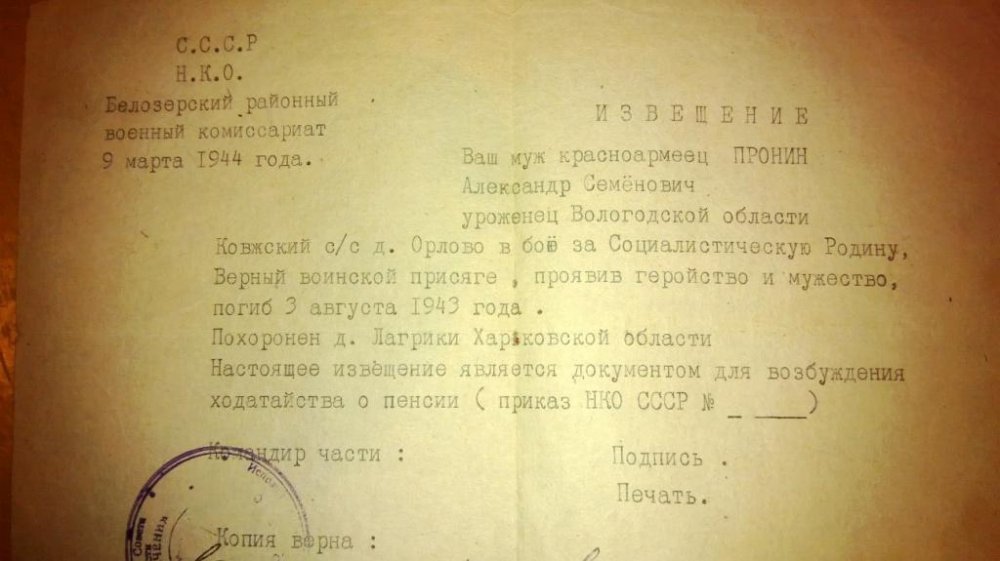 С.С.С.Р
Н.К.О.
Белозерский районный
военный комиссариат
9 марта 1944 года.
ИЗВЕЩЕНИЕ
Ваш муж красноармеец ПРОНИН
Александр Семёнович
уроженец Вологодской области
Ковжский с/с д. Орлово в бою за Социалистическую Родину,
Верный воинской присяге , проявив геройство и мужество,
погиб 3 августа 1943 года .
Похоронен д. Лагрики Харьковской области
Настоящее извещение является документом для возбуждения
ходатайства о пенсии ( приказ НКО СССР № _ ____)
Командир части :
Подпись .
Печать.
Копия верна :
Испол
Совета